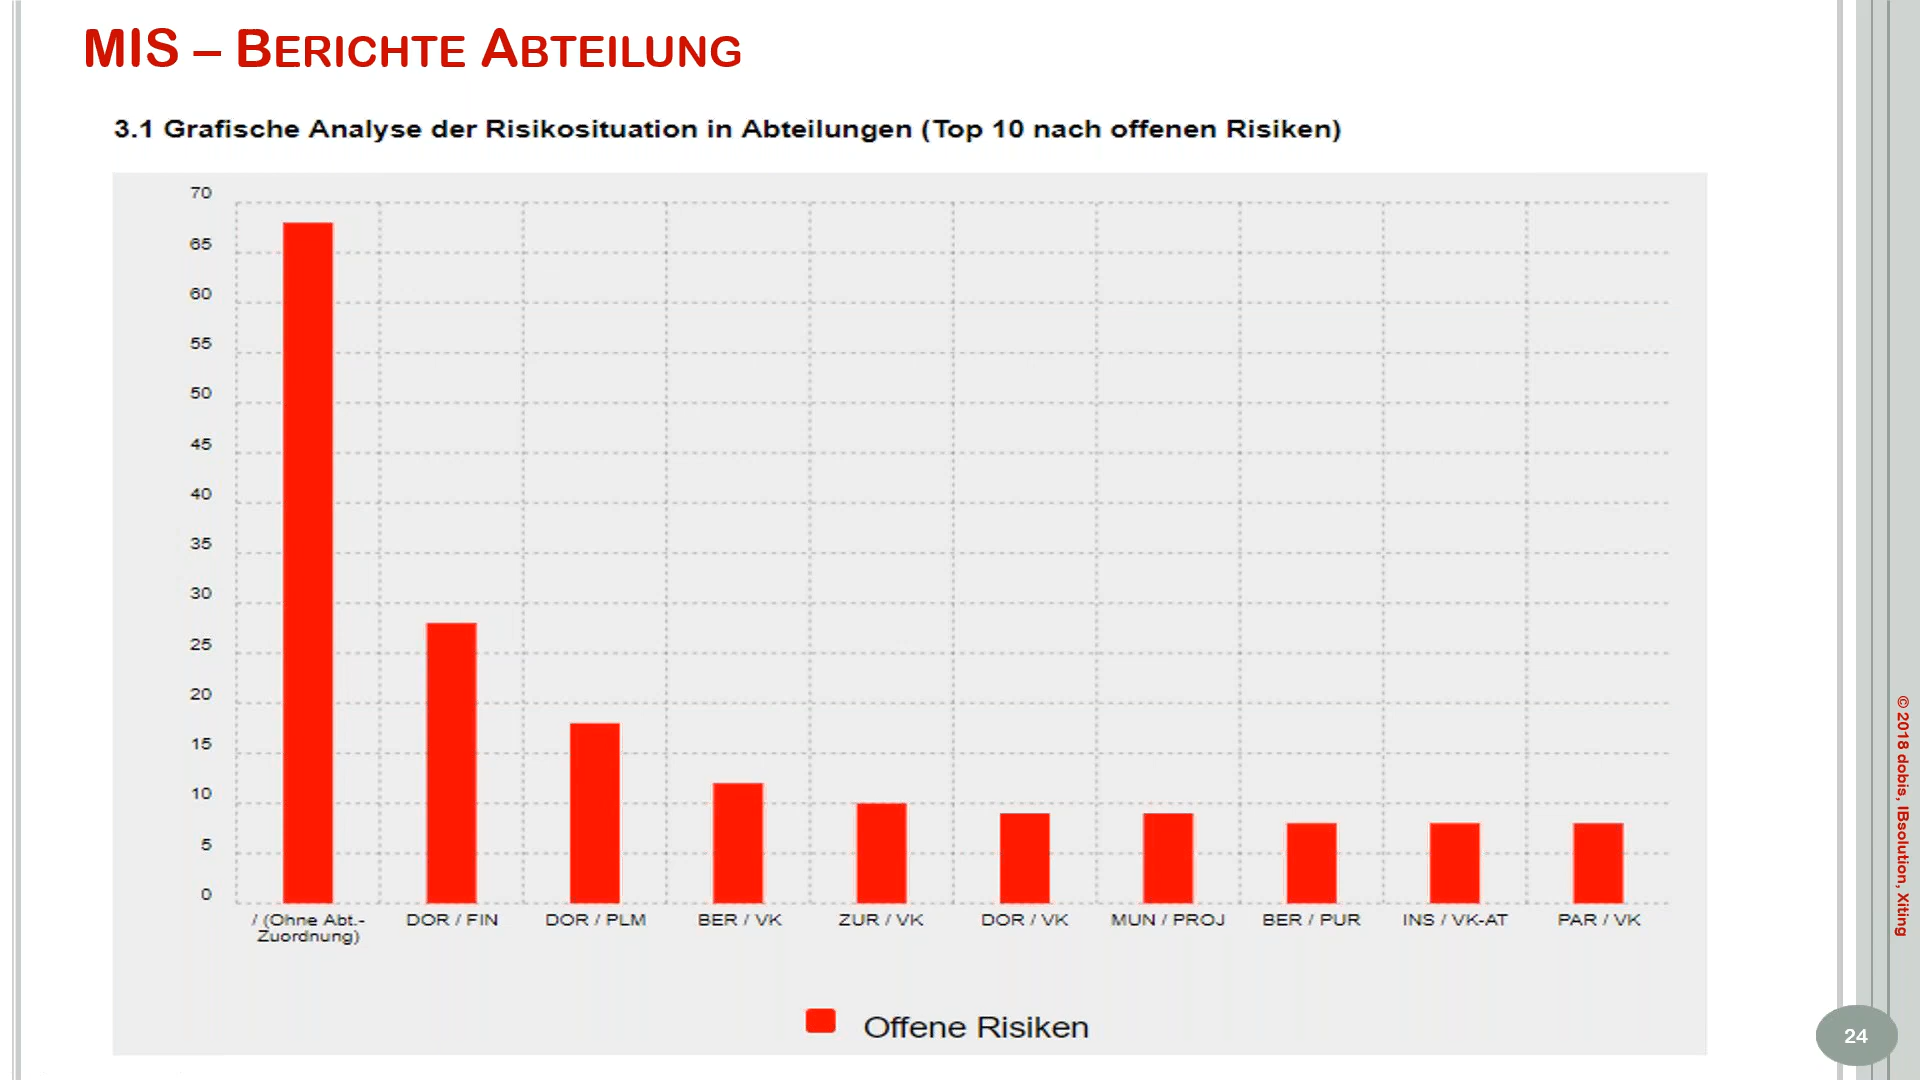 MIS – BERICHTE ABTEILUNG
3.1 Grafische Analyse der Risikosituation in Abteilungen (Top 10 nach offenen Risiken)
70
65
60
55
50
45
40
35
30
25
20
15
10
5
0
/ (Ohne Abt.-
Zuordnung)
DOR / FIN
DOR / PLM
BER / VK
ZUR / VK
DOR / VK
MUN / PROJ
BER / PUR
INS / VK-AT
PAR / VK
Offene Risiken
© 2018 dobis, IBsolution, Xiting
24